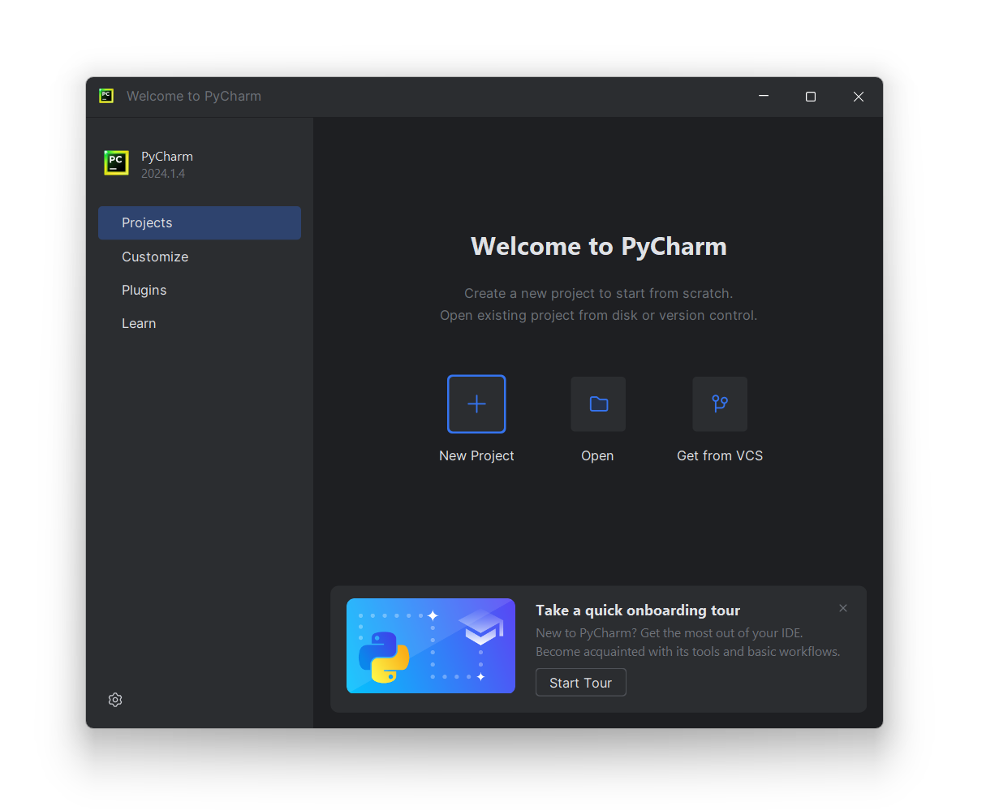 PC
Welcome to PyCharm
PC
PyCharm
2024.1.4
Projects
Customize
Plugins
Learn
Welcome to PyCharm
Create a new project to start from scratch.
Open existing project from disk or version control.
New Project
Open
Get from VCS
Take a quick onboarding tour
New to PyCharm? Get the most out of your IDE.
Become acquainted with its tools and basic workflows.
Start Tour